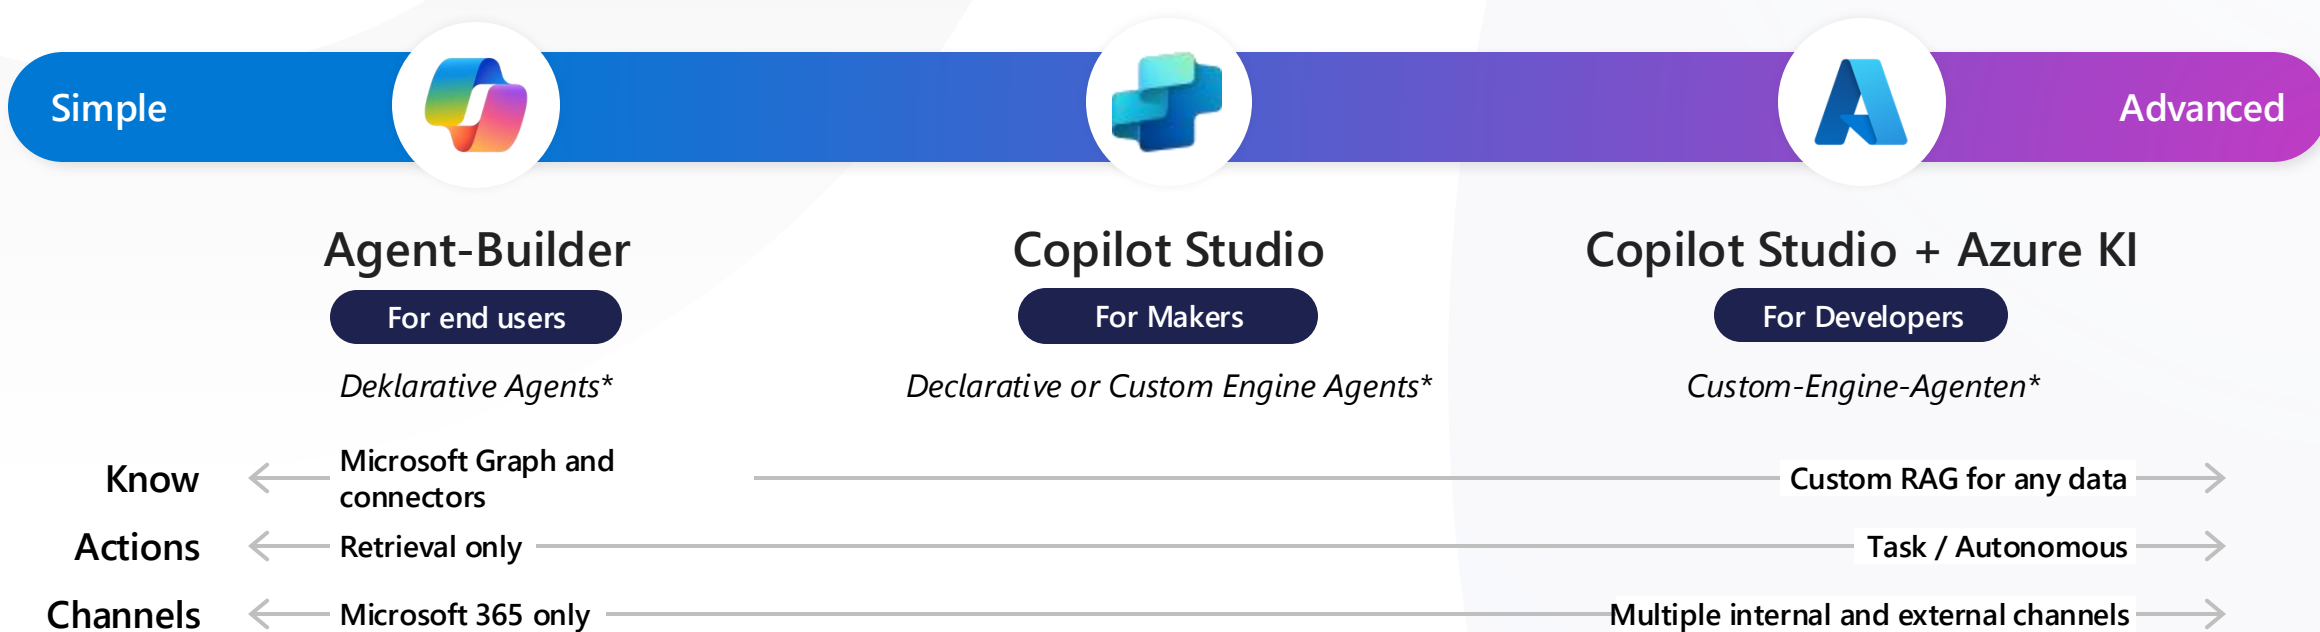 Simple
Advanced
Agent-Builder
Copilot Studio
Copilot Studio + Azure KI
For end users
For Makers
For Developers
Deklarative Agents*
Declarative or Custom Engine Agents*
Custom-Engine-Agenten*
Know
Microsoft Graph and
connectors
Custom RAG for any data
Actions
Retrieval only
Task / Autonomous
Channels
Microsoft 365 only
Multiple internal and external channels